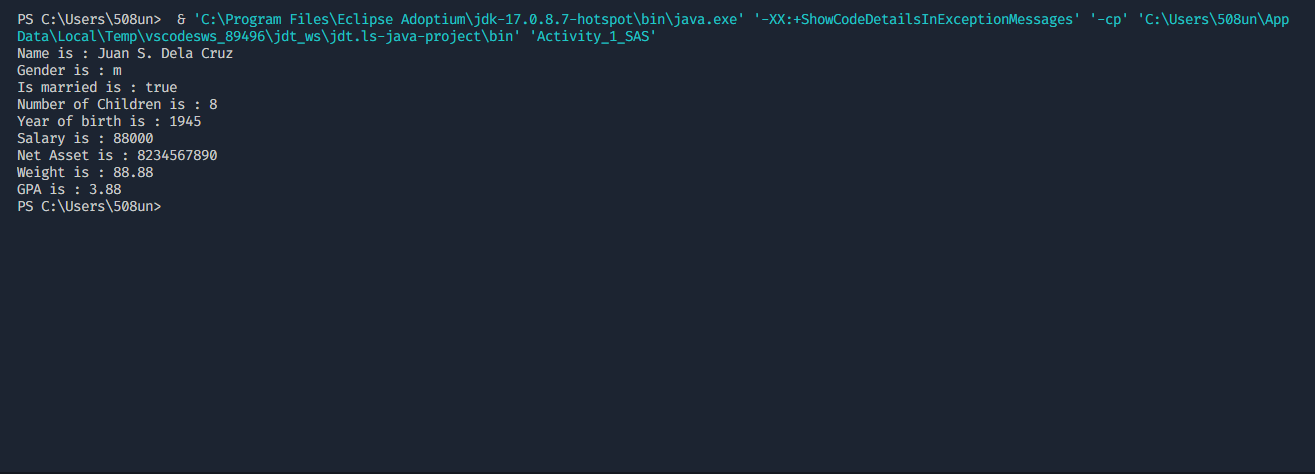 PS C:\Users\508un>  & 'C:\Program Files\Eclipse Adoptium\jdk-17.0.8.7-hotspot\bin\java.exe' '-XX:+ShowCodeDetailsInExceptionMessages' '-cp' 'C:\Users\508un\App
Data\Local\Temp\vscodesws_89496\jdt_ws\jdt.ls-java-project\bin' 'Activity_1_SAS'
Name is : Juan S. Dela Cruz
Gender is : m
Is married is : true
Number of Children is : 8
Year of birth is : 1945
Salary is : 88000
Net Asset is : 8234567890
Weight is : 88.88
GPA is : 3.88
PS C:\Users\508un>